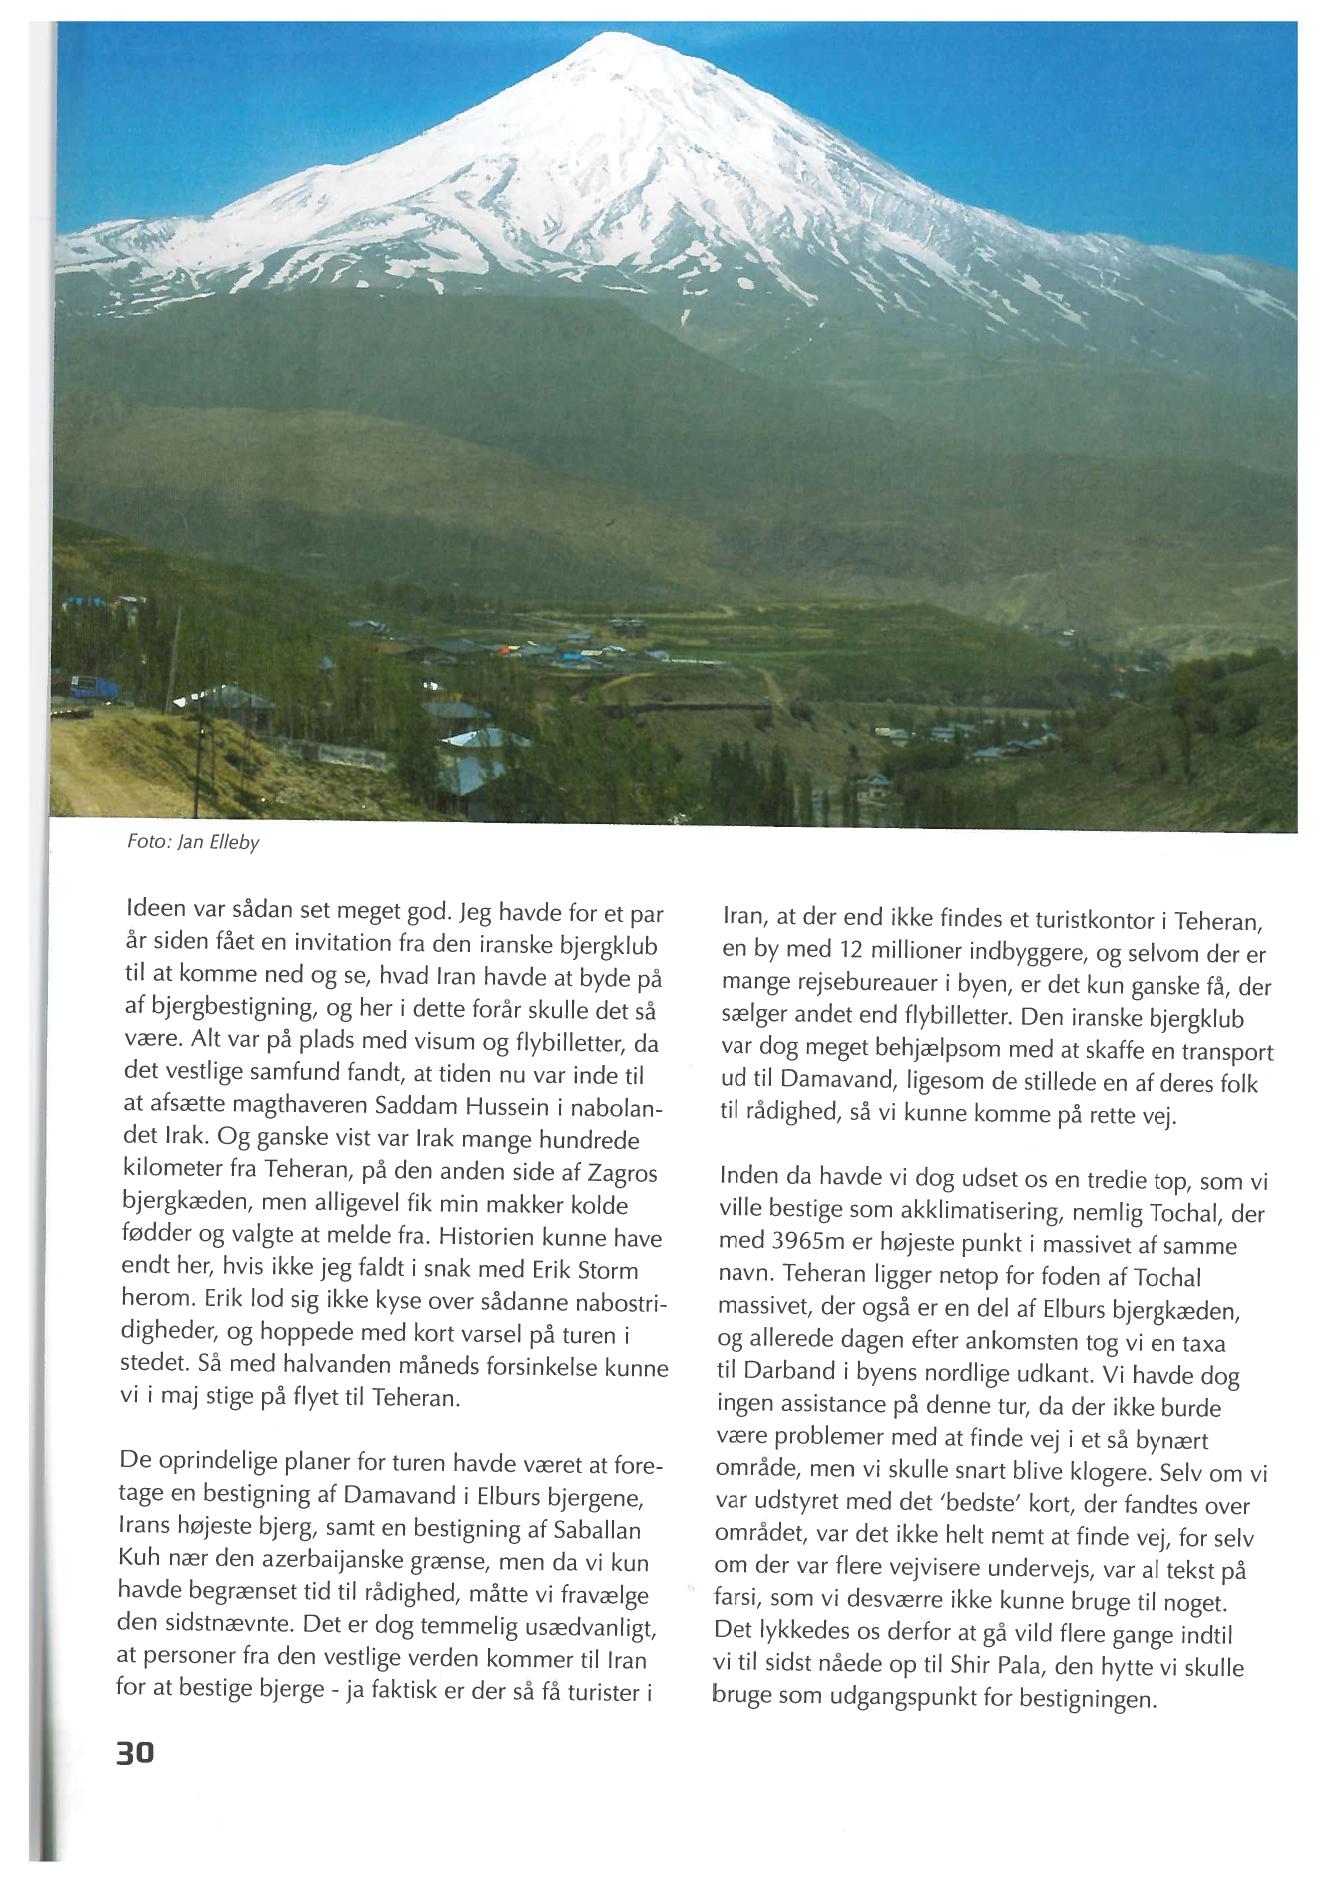 Foto: Jan Elleby
Ideen var sådan set meget god. Jeg havde for et par
år siden fået en invitation fra den iranske bjergklub
til at komme ned og se, hvad Iran havde at byde på
af bjergbestigning, og her i dette forår skulle det så
være. Alt var på plads med visum og flybilletter, da
det vestlige samfund fandt, at tiden nu var inde til
at afsætte magthaveren Saddam Hussein i nabolan-
det Irak. Og ganske vist var Irak mange hundrede
kilometer fra Teheran, på den anden side af Zagros
bjergkæden, men alligevel fik min makker kolde
fødder og valgte at melde fra. Historien kunne have
endt her, hvis ikke jeg faldt i snak med Erik Storm
herom. Erik lod sig ikke kyse over sådanne nabostri-
digheder, og hoppede med kort varsel på turen i
stedet. Så med halvanden måneds forsinkelse kunne
vi i maj stige på flyet til Teheran.
De oprindelige planer for turen havde været at fore-
tage en bestigning af Damavand i Elburs bjergene,
Irans højeste bjerg, samt en bestigning af Saballan
Kuh nær den azerbaijanske grænse, men da vi kun
havde begrænset tid til rådighed, måtte vi fravælge
den sidstnævnte. Det er dog temmelig usædvanligt,
at personer fra den vestlige verden kommer til Iran
for at bestige bjerge - ja faktisk er der så få turister i
Iran, at der end ikke findes et turistkontor i Teheran,
en by med 12 millioner indbyggere, og selvom der er
mange rejsebureauer i byen, er det kun ganske få, der
sælger andet end flybilletter. Den iranske bjergklub
var dog meget behjælpsom med at skaffe en transport
ud til Damavand, ligesom de stillede en af deres folk
til rådighed, så vi kunne komme på rette vej.
Inden da havde vi dog udset os en tredie top, som vi
ville bestige som akklimatisering, nemlig Tochal, der
med 3965m er højeste punkt i massivet af samme
navn. Teheran ligger netop for foden af Tochal
massivet, der også er en del af Elburs bjergkæden,
og allerede dagen efter ankomsten tog vi en taxa
til Darband i byens nordlige udkant. Vi havde dog
ingen assistance på denne tur, da der ikke burde
være problemer med at finde vej i et så bynært
område, men vi skulle snart blive klogere. Selv om vi
var udstyret med det 'bedste' kort, der fandtes over
området, var det ikke helt nemt at finde vej, for selv
om der var flere vejvisere undervejs, var al tekst på
farsi, som vi desværre ikke kunne bruge til noget.
Det lykkedes os derfor at gå vild flere gange indtil
vi til sidst nåede op til Shir Pala, den hytte vi skulle
bruge som udgangspunkt for bestigningen.
30